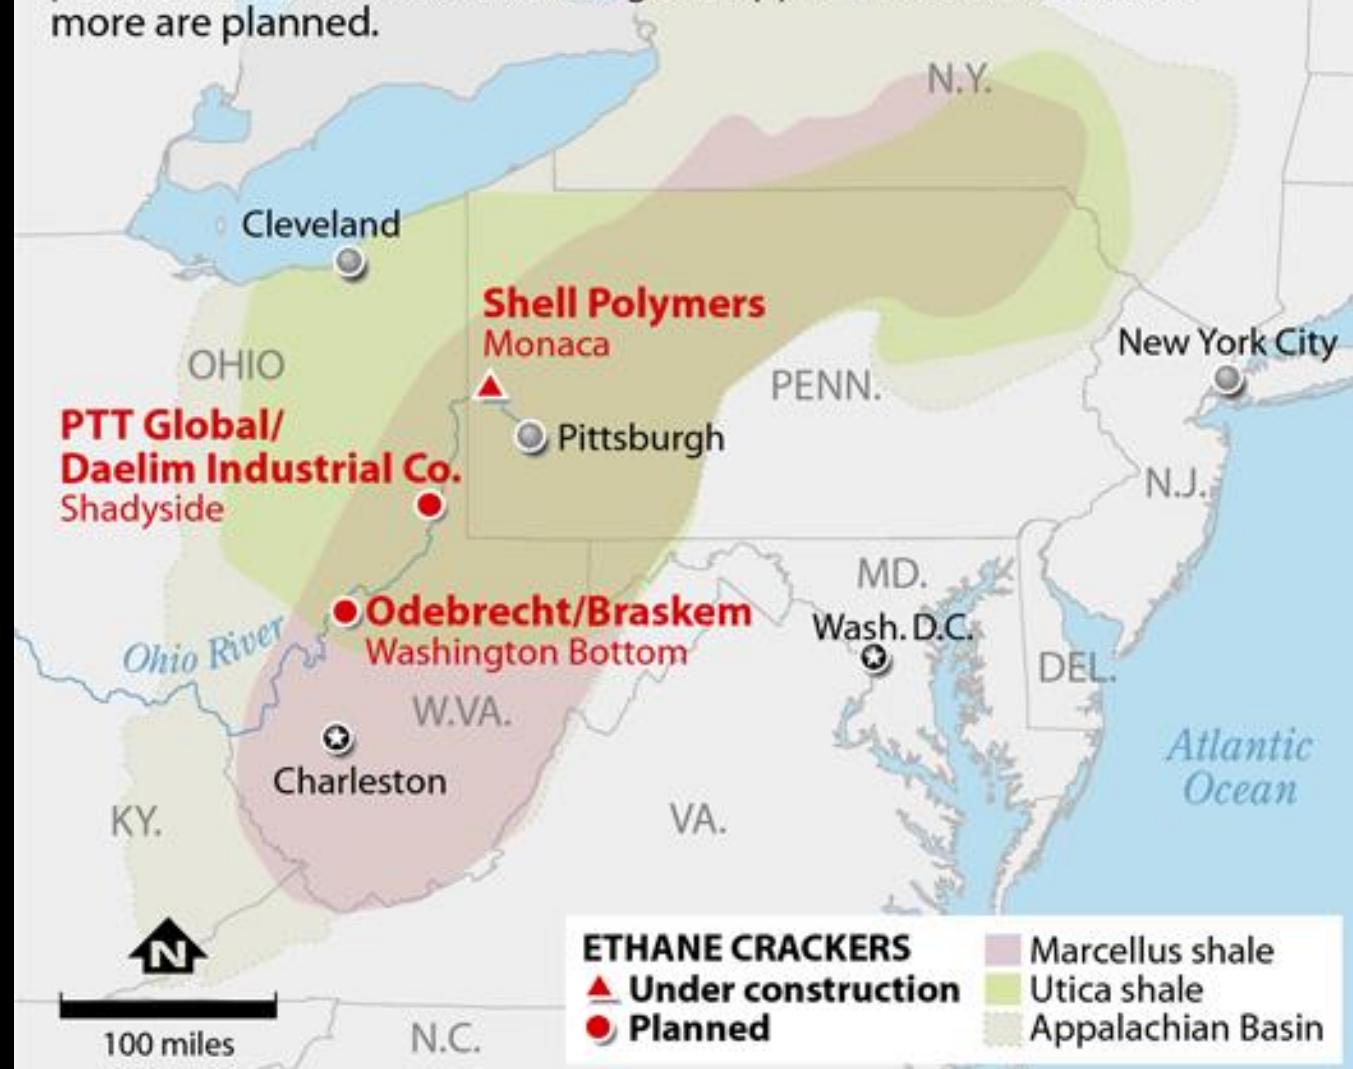 more are planned.
N.Y.
Cleveland
Shell Polymers
Monaca
New York City
OHIO
PENN.
PTT Global/
Daelim Industrial Co.
Shadyside
Pittsburgh
N.J.
MD.
Odebrecht/Braskem
Washington Bottom
Wash. D.C.
Ohio River
DEL.
W.VA.
Charleston
Atlantic
Ocean
KY.
VA.
N
100 miles
N.C.
ETHANE CRACKERS
Under construction
Planned
Marcellus shale
Utica shale
Appalachian Basin